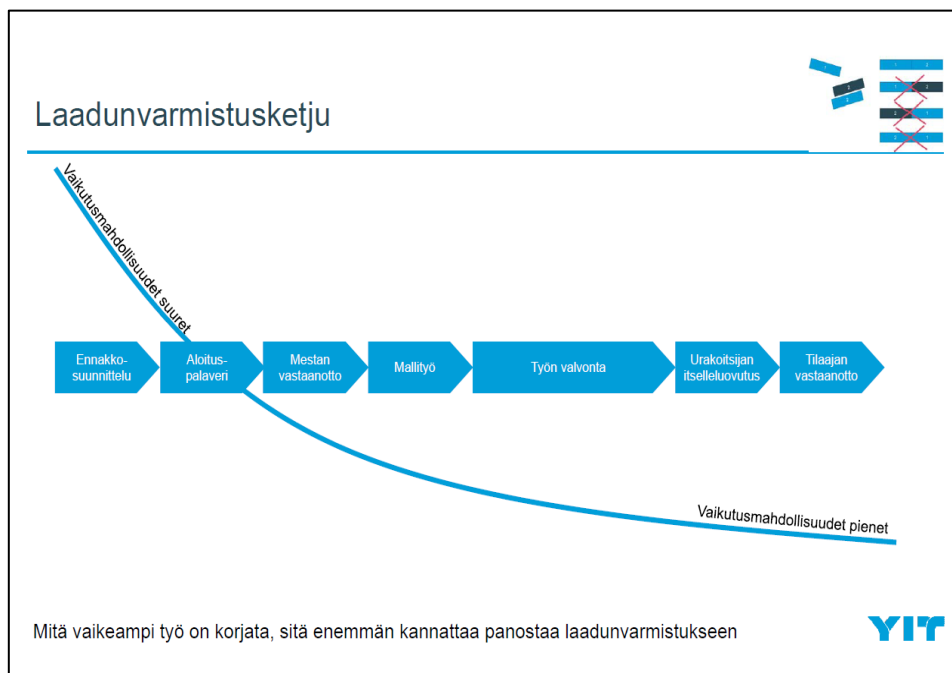 Laadunvarmistusketju
Vaikutusmahdollisuudet suuret
Ennakko-
suunnittelu
Aloitus-
palaveri
Mestan
vastaanotto
Mallityö
Työn valvonta
Urakoitsijan
itselleluovutus
Tilaajan
vastaanotto
Vaikutusmahdollisuudet pienet
Mitä vaikeampi työ on korjata, sitä enemmän kannattaa panostaa laadunvarmistukseen
YIT